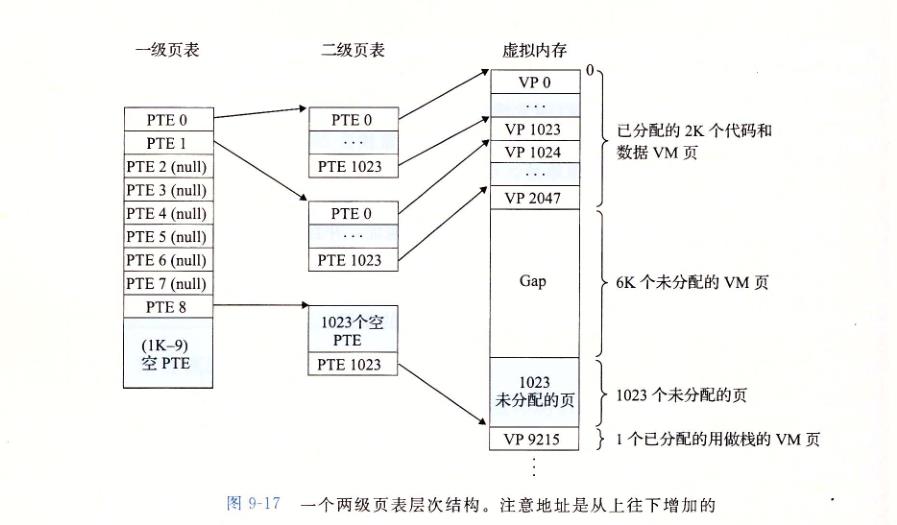 一级页表
二级页表
虚拟内存
PTE 0
PTE 1
PTE 2 (null)
PTE 3 (null)
PTE 4 (null)
PTE 5 (null)
PTE 6 (null)
PTE 7 (null)
PTE 8
(1K–9)
空 PTE
PTE 0
···
PTE 1023
PTE 0
···
PTE 1023
1023个空
PTE
PTE 1023
0
VP 0
···
VP 1023
VP 1024
···
VP 2047
Gap
1023
未分配的页
VP 9215
⋮
已分配的 2K 个代码和
数据 VM 页
6K 个未分配的 VM 页
1023 个未分配的页
1 个已分配的用做栈的 VM 页
图 9-17 一个两级页表层次结构。注意地址是从上往下增加的